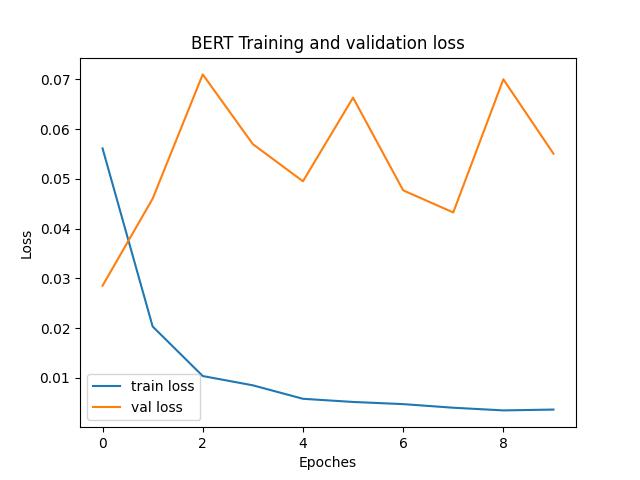 BERT Training and validation loss
0.07
0.06
0.05
0.04
0.03
0.02
0.01
Loss
train loss
val loss
0 2 4 6 8
Epoches